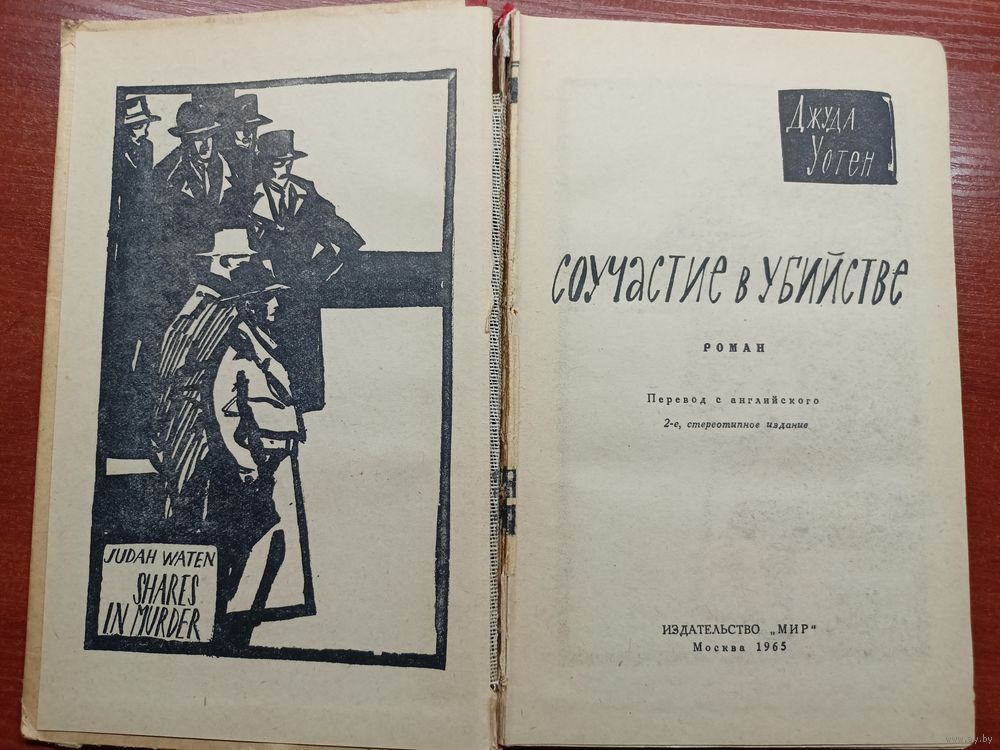 JUDAH WATEN
SHARES
IN MURDER
ДЖУДА
УОТЕН
СОУЧАСТИЕ В УБИЙСТВЕ
РОМАН
Перевод с английского
2-е, стереотипное издание
ИЗДАТЕЛЬСТВО „МИР“
Москва 1965